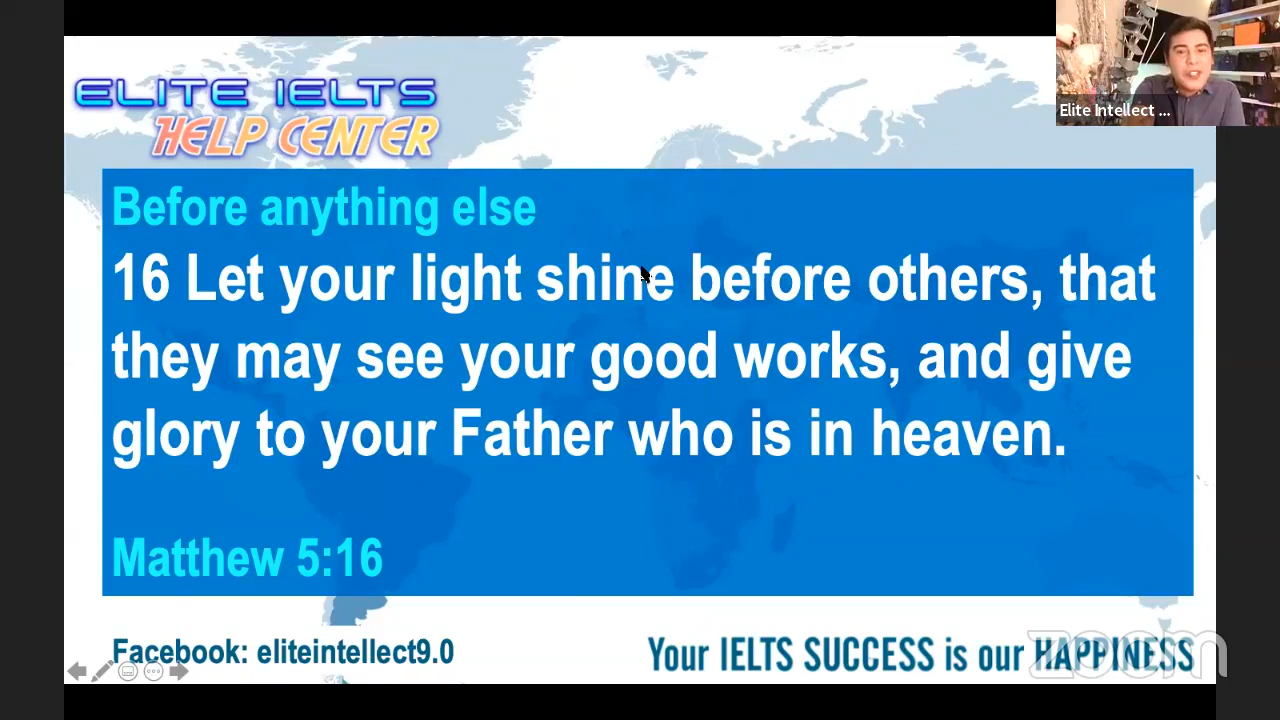 Elite Intellect ...
ELITE IELTS
HELP CENTER
Before anything else
16 Let your light shine before others, that
they may see your good works, and give
glory to your Father who is in heaven.
Matthew 5:16
Facebook: eliteintellect9.0
Your IELTS SUCCESS is our HAPPINESS
zoom